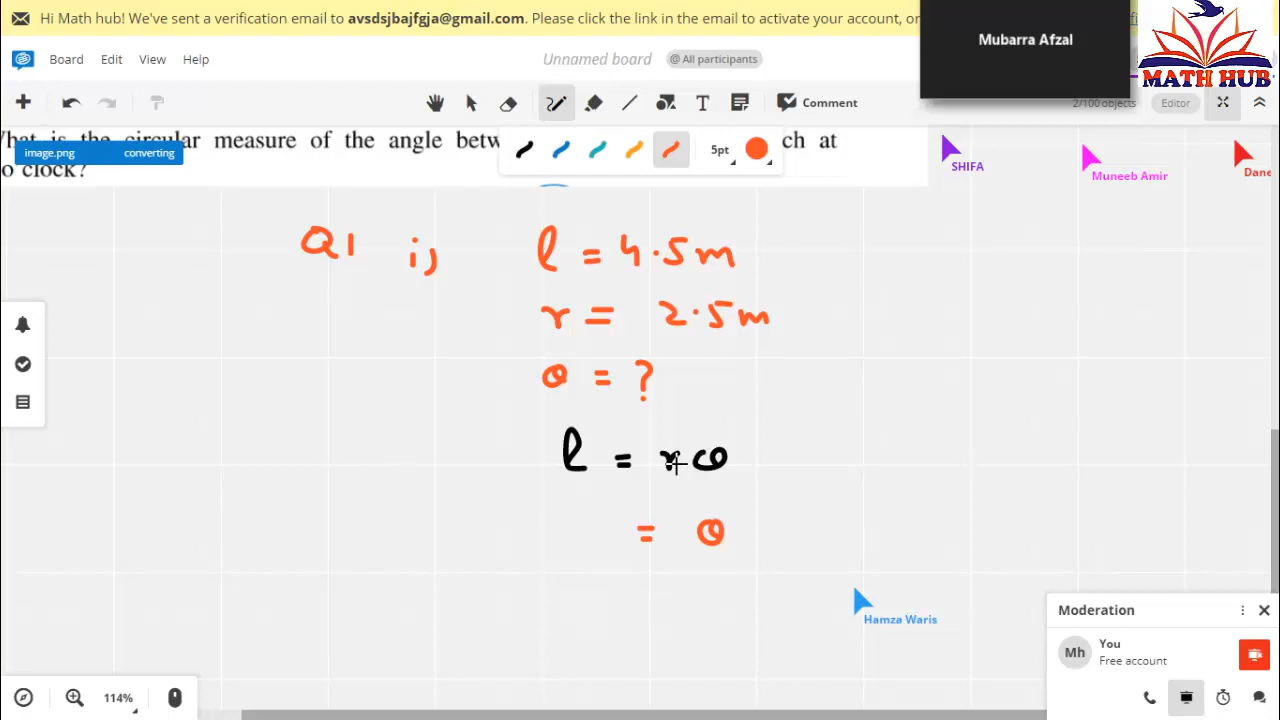 Hi Math hub! We've sent a verification email to avsdsjbajfgja@gmail.com. Please click the link in the email to activate your account, or
Mubarra Afzal
MATH HUB
Board Edit View Help
Unnamed board
@ All participants
Comment
2/100 objects
Editor
hat is the circular measure of the angle betw
ch at
o clock?
image.png converting
5pt
SHIFA
Muneeb Amir
Dane
Q1 i) l = 4.5m
r = 2.5m
θ = ?
l = rθ
= θ
Hamza Waris
Moderation
Mh
You
Free account
114%